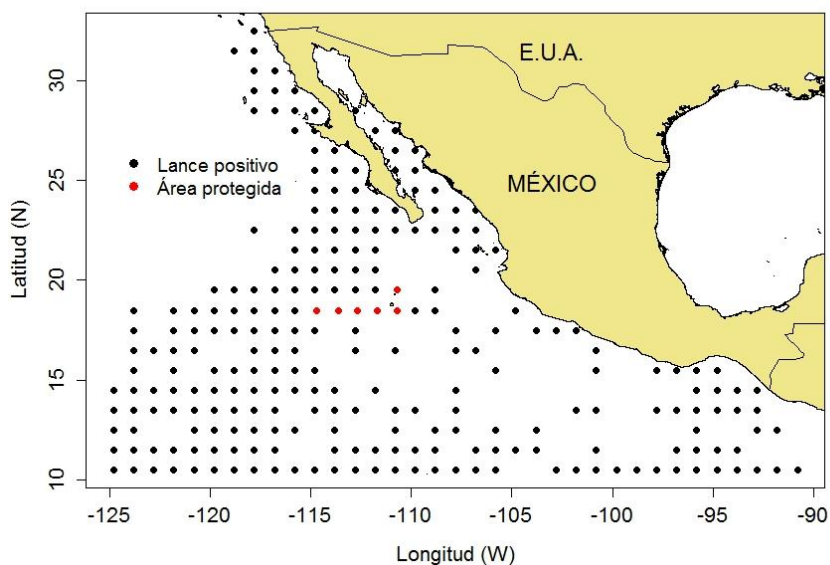 E.U.A.
MÉXICO
Lance positivo
Área protegida
Latitud (N)
30
25
20
15
10
-125 -120 -115 -110 -105 -100 -95 -90
Longitud (W)